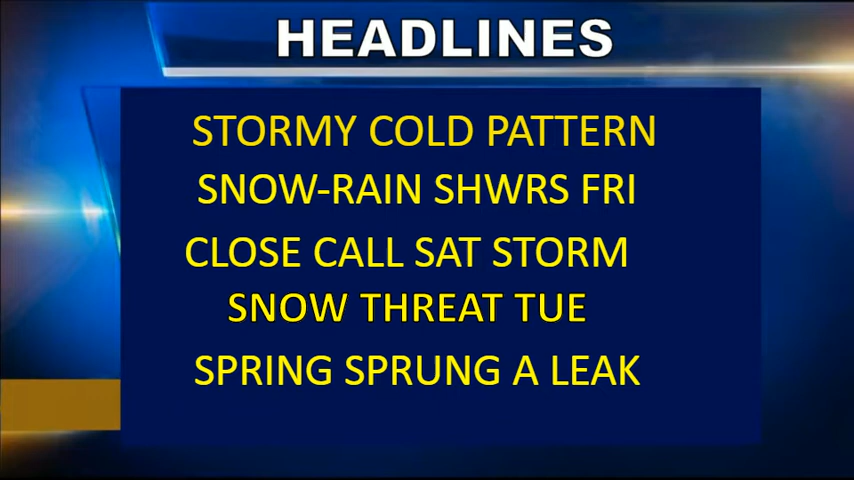 HEADLINES
STORMY COLD PATTERN
SNOW-RAIN SHWRS FRI
CLOSE CALL SAT STORM
SNOW THREAT TUE
SPRING SPRUNG A LEAK